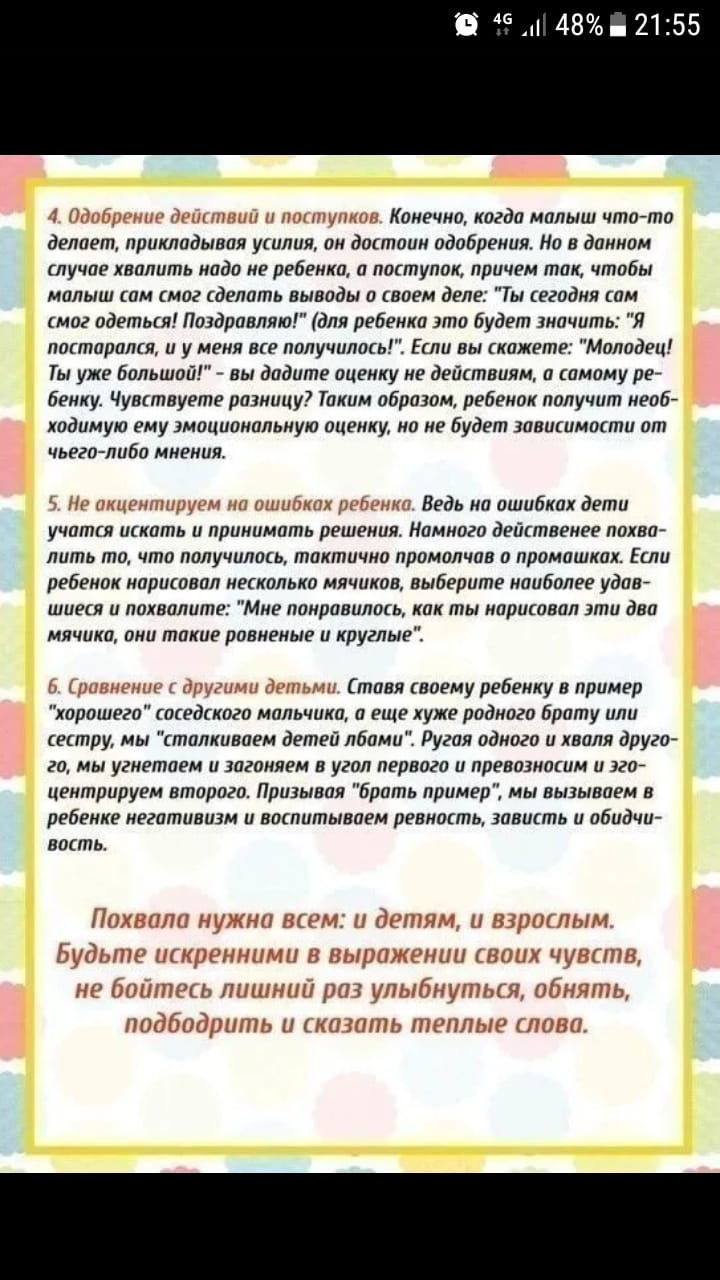 4G 48% 21:55
4. Одобрение действий и поступков. Конечно, когда малыш что-то
делает, прикладывая усилия, он достоин одобрения. Но в данном
случае хвалить надо не ребенка, а поступок, причем так, чтобы
малыш сам смог сделать выводы о своем деле: "Ты сегодня сам
смог одеться! Поздравляю!" (для ребенка это будет значить: "Я
постарался, и у меня все получилось!". Если вы скажете: "Молодец!
Ты уже большой!" - вы дадите оценку не действиям, а самому ре-
бенку. Чувствуете разницу? Таким образом, ребенок получит необ-
ходимую ему эмоциональную оценку, но не будет зависимости от
чьего-либо мнения.
5. Не акцентируем на ошибках ребенка. Ведь на ошибках дети
учатся искать и принимать решения. Намного действенее похва-
лить то, что получилось, тактично промолчав о промашках. Если
ребенок нарисовал несколько мячиков, выберите наиболее удав-
шиеся и похвалите: "Мне понравилось, как ты нарисовал эти два
мячика, они такие ровненые и круглые".
6. Сравнение с другими детьми. Ставя своему ребенку в пример
"хорошего" соседского мальчика, а еще хуже родного брату или
сестру, мы "сталкиваем детей лбами". Ругая одного и хваля друго-
го, мы угнетаем и загоняем в угол первого и превозносим и эго-
центрируем второго. Призывая "брать пример", мы вызываем в
ребенке негативизм и воспитываем ревность, зависть и обидчи-
вость.
Похвала нужна всем: и детям, и взрослым.
Будьте искренними в выражении своих чувств,
не бойтесь лишний раз улыбнуться, обнять,
подбодрить и сказать теплые слова.